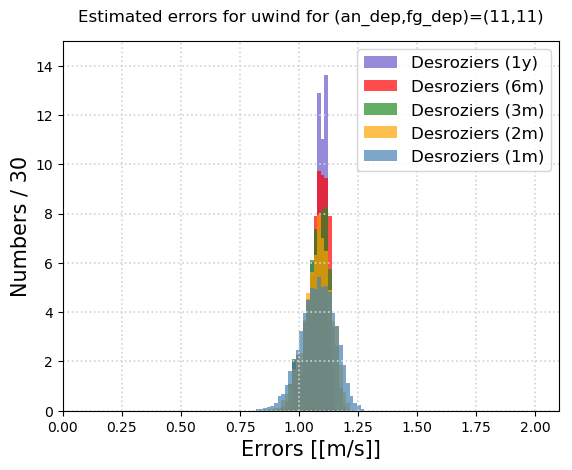 Estimated errors for uwind for (an_dep,fg_dep)=(11,11)
Desroziers (1y)
Desroziers (6m)
Desroziers (3m)
Desroziers (2m)
Desroziers (1m)
Numbers / 30
14
12
10
8
6
4
2
0
0.00 0.25 0.50 0.75 1.00 1.25 1.50 1.75 2.00
Errors [[m/s]]